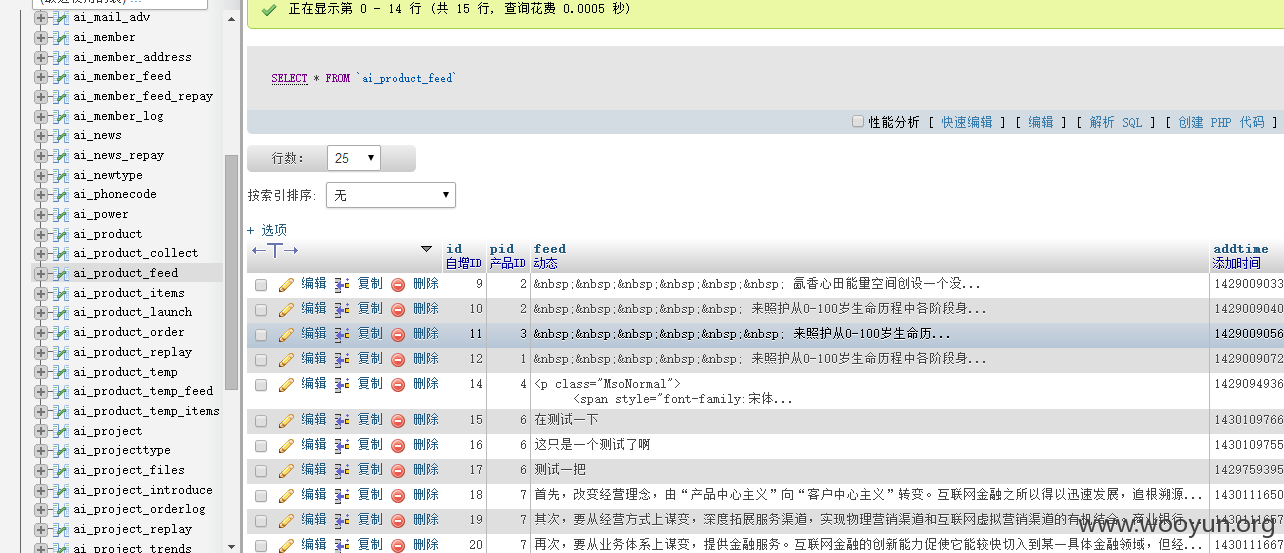 正在显示第 0 - 14 行 (共 15 行, 查询花费 0.0005 秒)
ai_mail_adv
ai_member
ai_member_address
ai_member_feed
ai_member_feed_repay
ai_member_log
ai_news
ai_news_repay
ai_newtype
ai_phonecode
ai_power
ai_product
ai_product_collect
ai_product_feed
ai_product_items
ai_product_launch
ai_product_order
ai_product_replay
ai_product_temp
ai_product_temp_feed
ai_product_temp_items
ai_project
ai_projecttype
ai_project_files
ai_project_introduce
ai_project_orderlog
ai_project_replay
ai_project_trends
SELECT * FROM `ai_product_feed`
性能分析 [ 快速编辑 ] [ 编辑 ] [ 解析 SQL ] [ 创建 PHP 代码 ]
行数: 25
按索引排序: 无
+ 选项
←T→ id pid feed addtime
自增ID 产品ID 动态 添加时间
编辑 复制 删除 9 2 &nbsp;&nbsp;&nbsp;&nbsp;&nbsp;&nbsp; 氤香心田能量空间创设一个没... 1429009033
编辑 复制 删除 10 2 &nbsp;&nbsp;&nbsp;&nbsp;&nbsp; 来照护从0-100岁生命历程中各阶段身... 1429009040
编辑 复制 删除 11 3 &nbsp;&nbsp;&nbsp;&nbsp;&nbsp;&nbsp; 来照护从0-100岁生命历... 1429009056
编辑 复制 删除 12 1 &nbsp;&nbsp;&nbsp;&nbsp;&nbsp; 来照护从0-100岁生命历程中各阶段身... 1429009072
编辑 复制 删除 14 4 <p class="MsoNormal"> 1429094936
<span style="font-family:宋体...
编辑 复制 删除 15 6 在测试一下 1430109766
编辑 复制 删除 16 6 这只是一个测试了啊 1430109755
编辑 复制 删除 17 6 测试一把 1429759395
编辑 复制 删除 18 7 首先，改变经营理念，由“产品中心主义”向“客户中心主义”转变。互联网金融之所以得以迅速发展，追根溯源... 1430111650
编辑 复制 删除 19 7 其次，要从经营方式上谋变，深度整合服务渠道，实现物理营销渠道和互联网虚拟营销渠道的有机结合。商业银行... 1430111657
编辑 复制 删除 20 7 再次，要从业务体系上谋变，提供金融服务。互联网金融的创新能力促使它能较快切入到某一具体金融领域，但经... 1430111667
www.wooyun.org